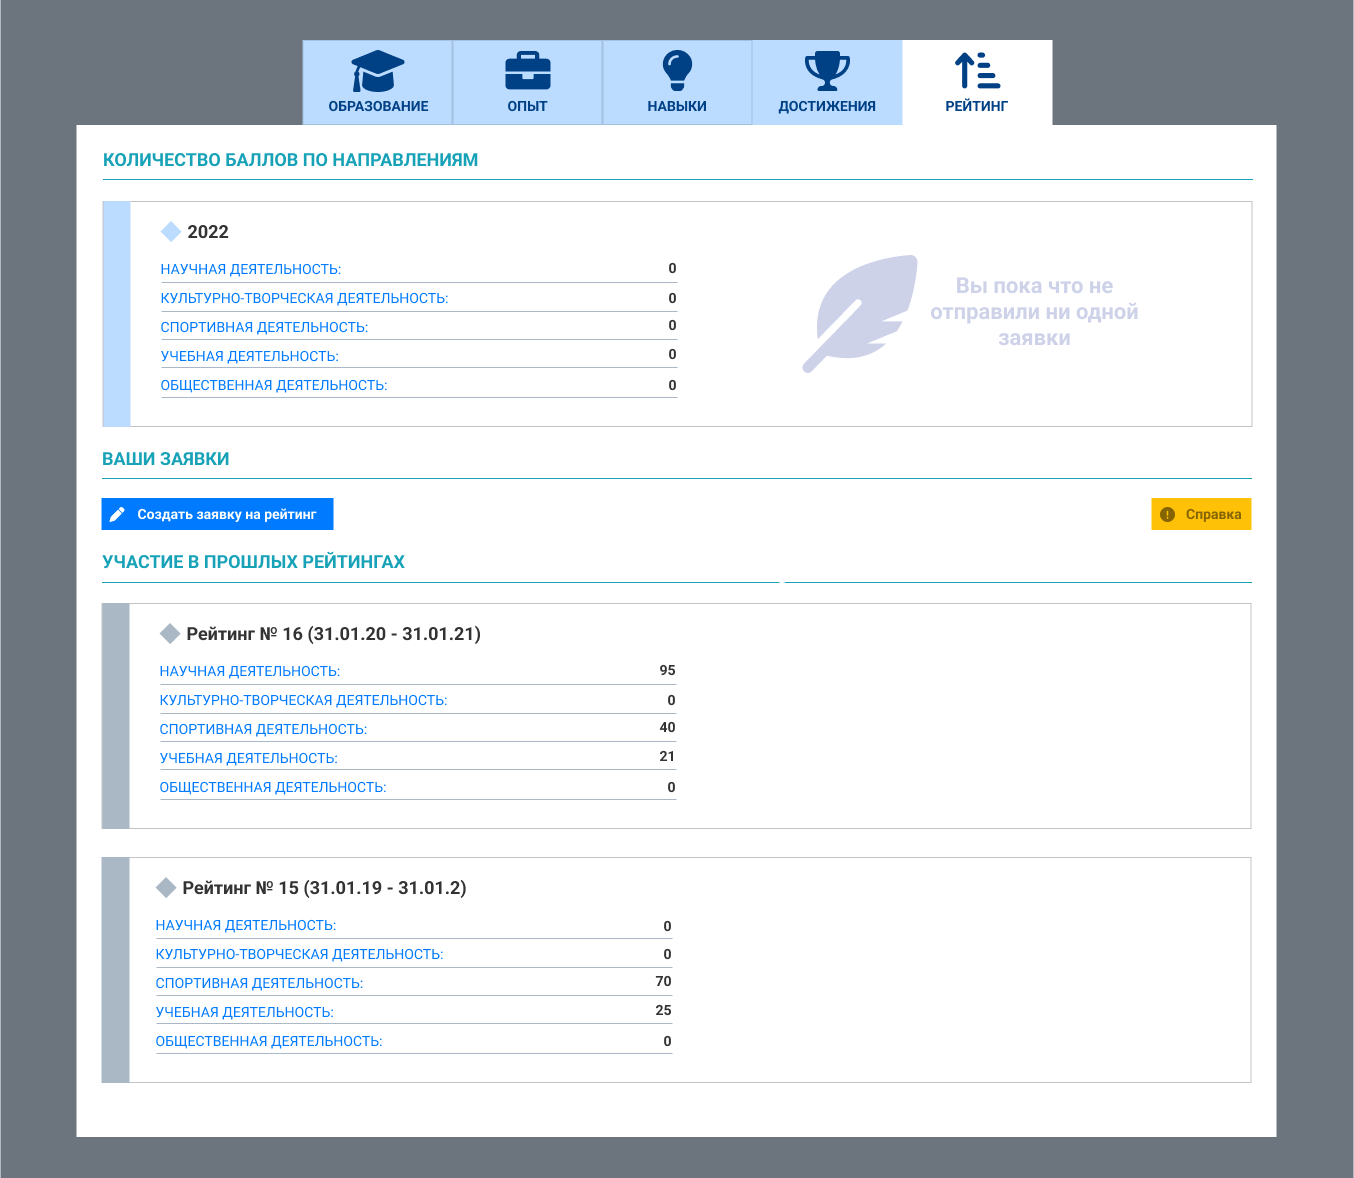 ОБРАЗОВАНИЕ
ОПЫТ
НАВЫКИ
ДОСТИЖЕНИЯ
РЕЙТИНГ
КОЛИЧЕСТВО БАЛЛОВ ПО НАПРАВЛЕНИЯМ
2022
НАУЧНАЯ ДЕЯТЕЛЬНОСТЬ: 0
КУЛЬТУРНО-ТВОРЧЕСКАЯ ДЕЯТЕЛЬНОСТЬ: 0
СПОРТИВНАЯ ДЕЯТЕЛЬНОСТЬ: 0
УЧЕБНАЯ ДЕЯТЕЛЬНОСТЬ: 0
ОБЩЕСТВЕННАЯ ДЕЯТЕЛЬНОСТЬ: 0
Вы пока что не
отправили ни одной
заявки
ВАШИ ЗАЯВКИ
Создать заявку на рейтинг
Справка
УЧАСТИЕ В ПРОШЛЫХ РЕЙТИНГАХ
Рейтинг № 16 (31.01.20 - 31.01.21)
НАУЧНАЯ ДЕЯТЕЛЬНОСТЬ: 95
КУЛЬТУРНО-ТВОРЧЕСКАЯ ДЕЯТЕЛЬНОСТЬ: 0
СПОРТИВНАЯ ДЕЯТЕЛЬНОСТЬ: 40
УЧЕБНАЯ ДЕЯТЕЛЬНОСТЬ: 21
ОБЩЕСТВЕННАЯ ДЕЯТЕЛЬНОСТЬ: 0
Рейтинг № 15 (31.01.19 - 31.01.2)
НАУЧНАЯ ДЕЯТЕЛЬНОСТЬ: 0
КУЛЬТУРНО-ТВОРЧЕСКАЯ ДЕЯТЕЛЬНОСТЬ: 0
СПОРТИВНАЯ ДЕЯТЕЛЬНОСТЬ: 70
УЧЕБНАЯ ДЕЯТЕЛЬНОСТЬ: 25
ОБЩЕСТВЕННАЯ ДЕЯТЕЛЬНОСТЬ: 0